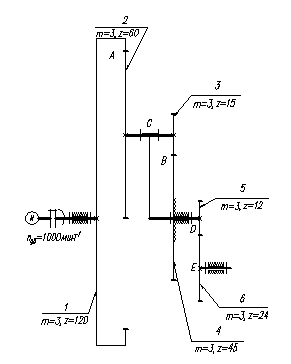 2
m=3, z=60
A
3
m=3, z=15
C
B
5
m=3, z=12
M
D
nдв=1000мин⁻¹
E
1
m=3, z=120
6
m=3, z=24
4
m=3, z=45